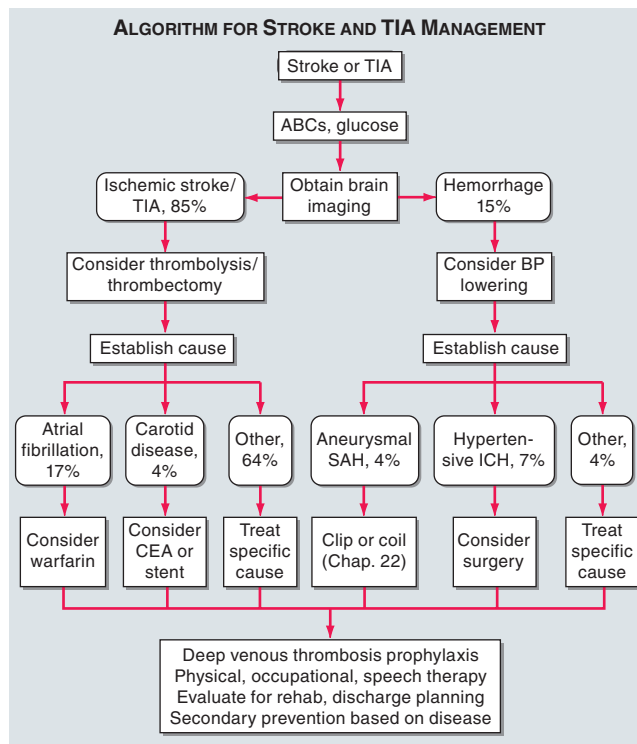 ALGORITHM FOR STROKE AND TIA MANAGEMENT
Stroke or TIA
ABCs, glucose
Ischemic stroke/
TIA, 85%
Obtain brain
imaging
Hemorrhage
15%
Consider thrombolysis/
thrombectomy
Consider BP
lowering
Establish cause
Establish cause
Atrial
fibrillation,
17%
Carotid
disease,
4%
Other,
64%
Aneurysmal
SAH, 4%
Hyperten-
sive ICH, 7%
Other,
4%
Consider
warfarin
Consider
CEA or
stent
Treat
specific
cause
Clip or coil
(Chap. 22)
Consider
surgery
Treat
specific
cause
Deep venous thrombosis prophylaxis
Physical, occupational, speech therapy
Evaluate for rehab, discharge planning
Secondary prevention based on disease